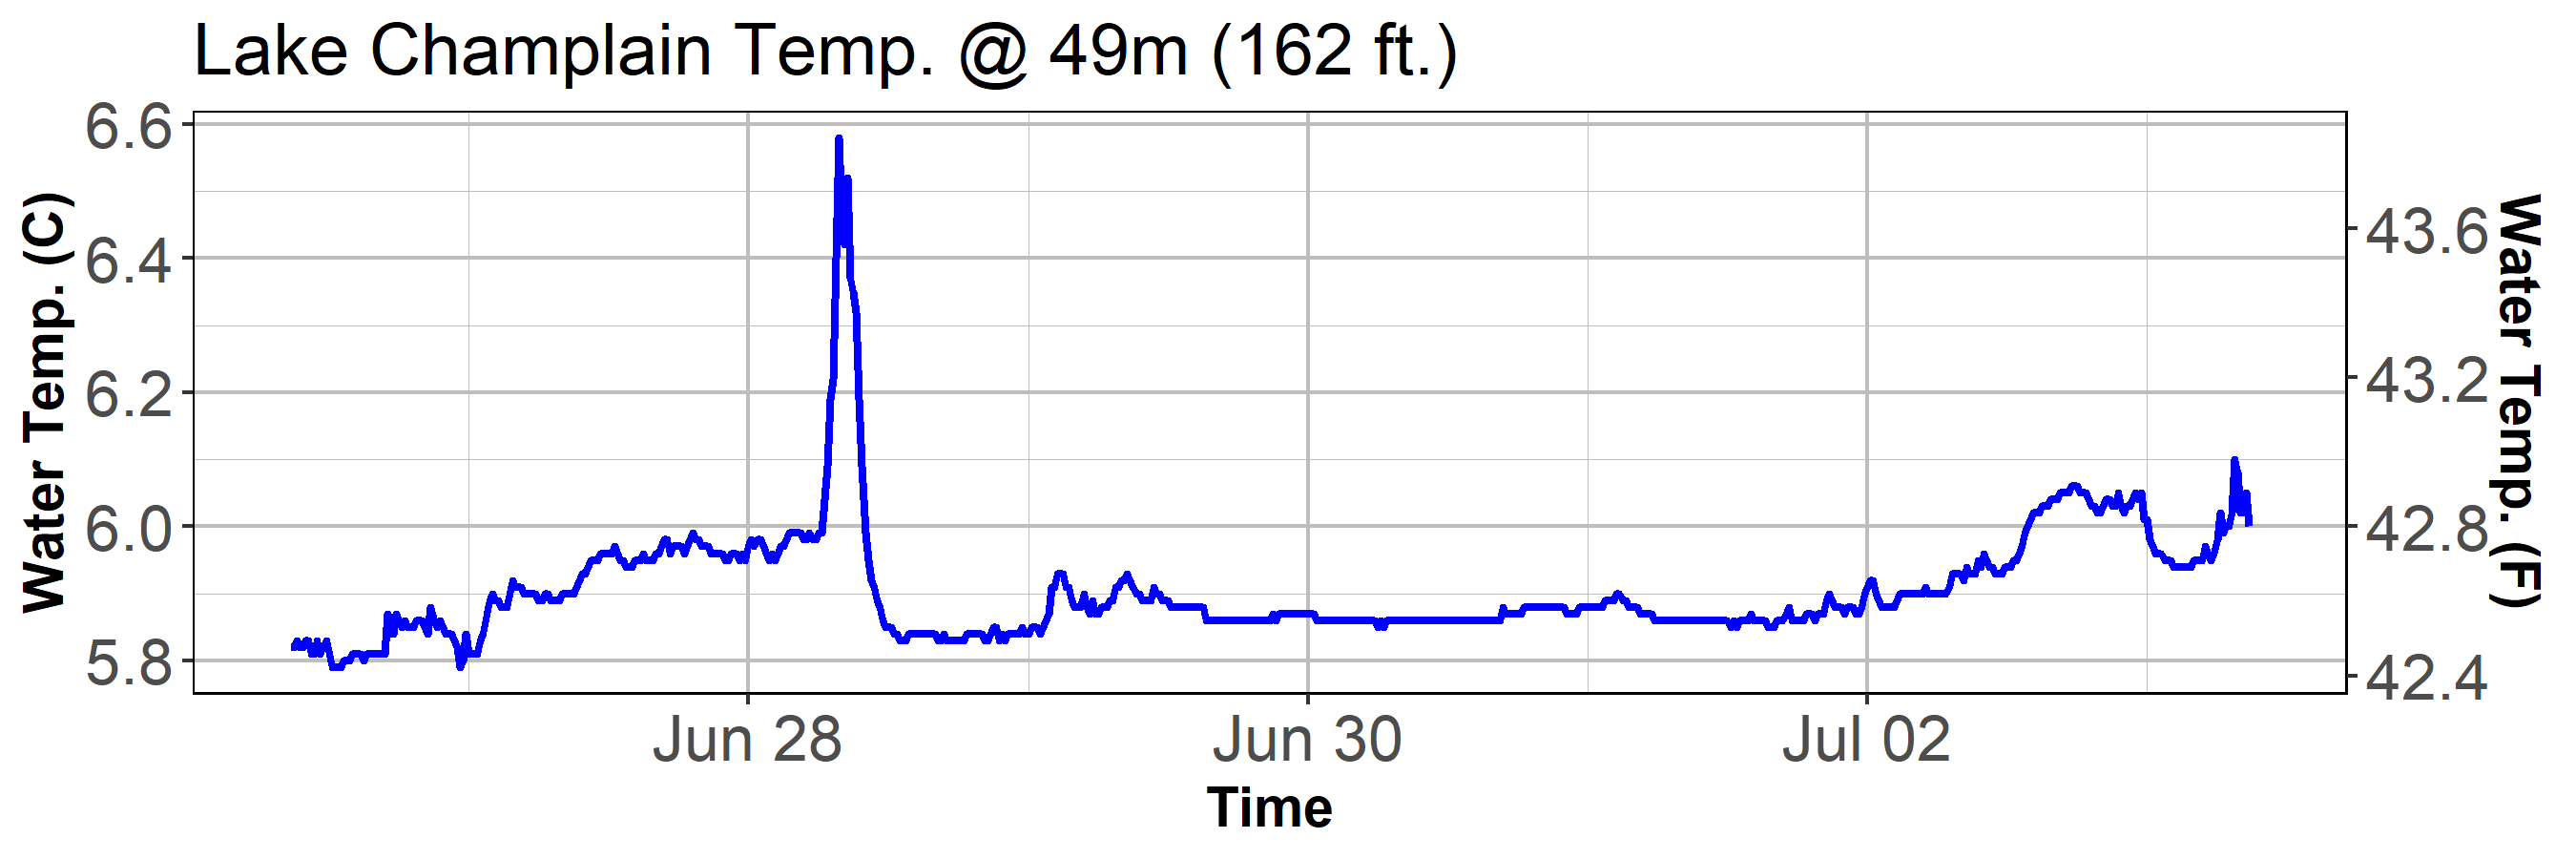 Lake Champlain Temp. @ 49m (162 ft.)
Water Temp. (C)
6.6
6.4
6.2
6.0
5.8
43.6
43.2
42.8
42.4
Water Temp. (F)
Jun 28
Jun 30
Jul 02
Time